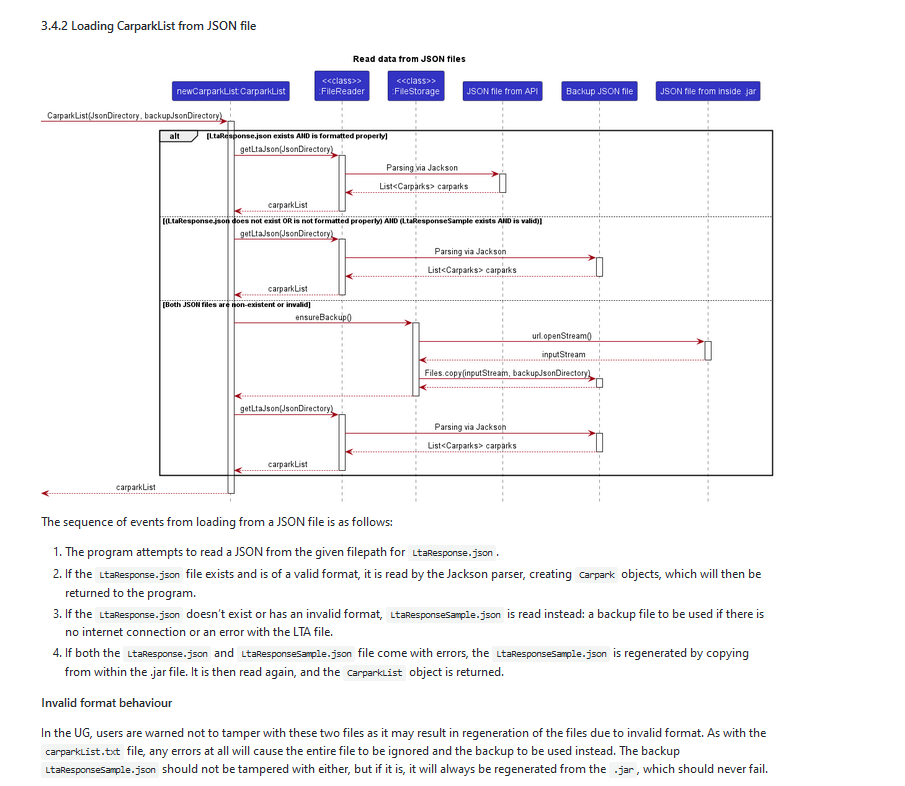 3.4.2 Loading CarparkList from JSON file
Read data from JSON files
newCarparkList:CarparkList
<<class>>
:FileReader
<<class>>
:FileStorage
JSON file from API
Backup JSON file
JSON file from inside .jar
CarparkList(JsonDirectory, backupJsonDirectory)
alt
[LtaResponse.json exists AND is formatted properly]
getLtaJson(JsonDirectory)
Parsing via Jackson
List<Carparks> carparks
carparkList
[(LtaResponse.json does not exist OR is not formatted properly) AND (LtaResponseSample exists AND is valid)]
getLtaJson(JsonDirectory)
Parsing via Jackson
List<Carparks> carparks
carparkList
[Both JSON files are non-existent or invalid]
ensureBackup()
url.openStream()
inputStream
Files.copy(inputStream, backupJsonDirectory)
getLtaJson(JsonDirectory)
Parsing via Jackson
List<Carparks> carparks
carparkList
carparkList
The sequence of events from loading from a JSON file is as follows:
1. The program attempts to read a JSON from the given filepath for LtaResponse.json .
2. If the LtaResponse.json file exists and is of a valid format, it is read by the Jackson parser, creating Carpark objects, which will then be
returned to the program.
3. If the LtaResponse.json doesn't exist or has an invalid format, LtaResponseSample.json is read instead: a backup file to be used if there is
no internet connection or an error with the LTA file.
4. If both the LtaResponse.json and LtaResponseSample.json file come with errors, the LtaResponseSample.json is regenerated by copying
from within the .jar file. It is then read again, and the CarparkList object is returned.
Invalid format behaviour
In the UG, users are warned not to tamper with these two files as it may result in regeneration of the files due to invalid format. As with the
carparkList.txt file, any errors at all will cause the entire file to be ignored and the backup to be used instead. The backup
LtaResponseSample.json should not be tampered with either, but if it is, it will always be regenerated from the .jar , which should never fail.